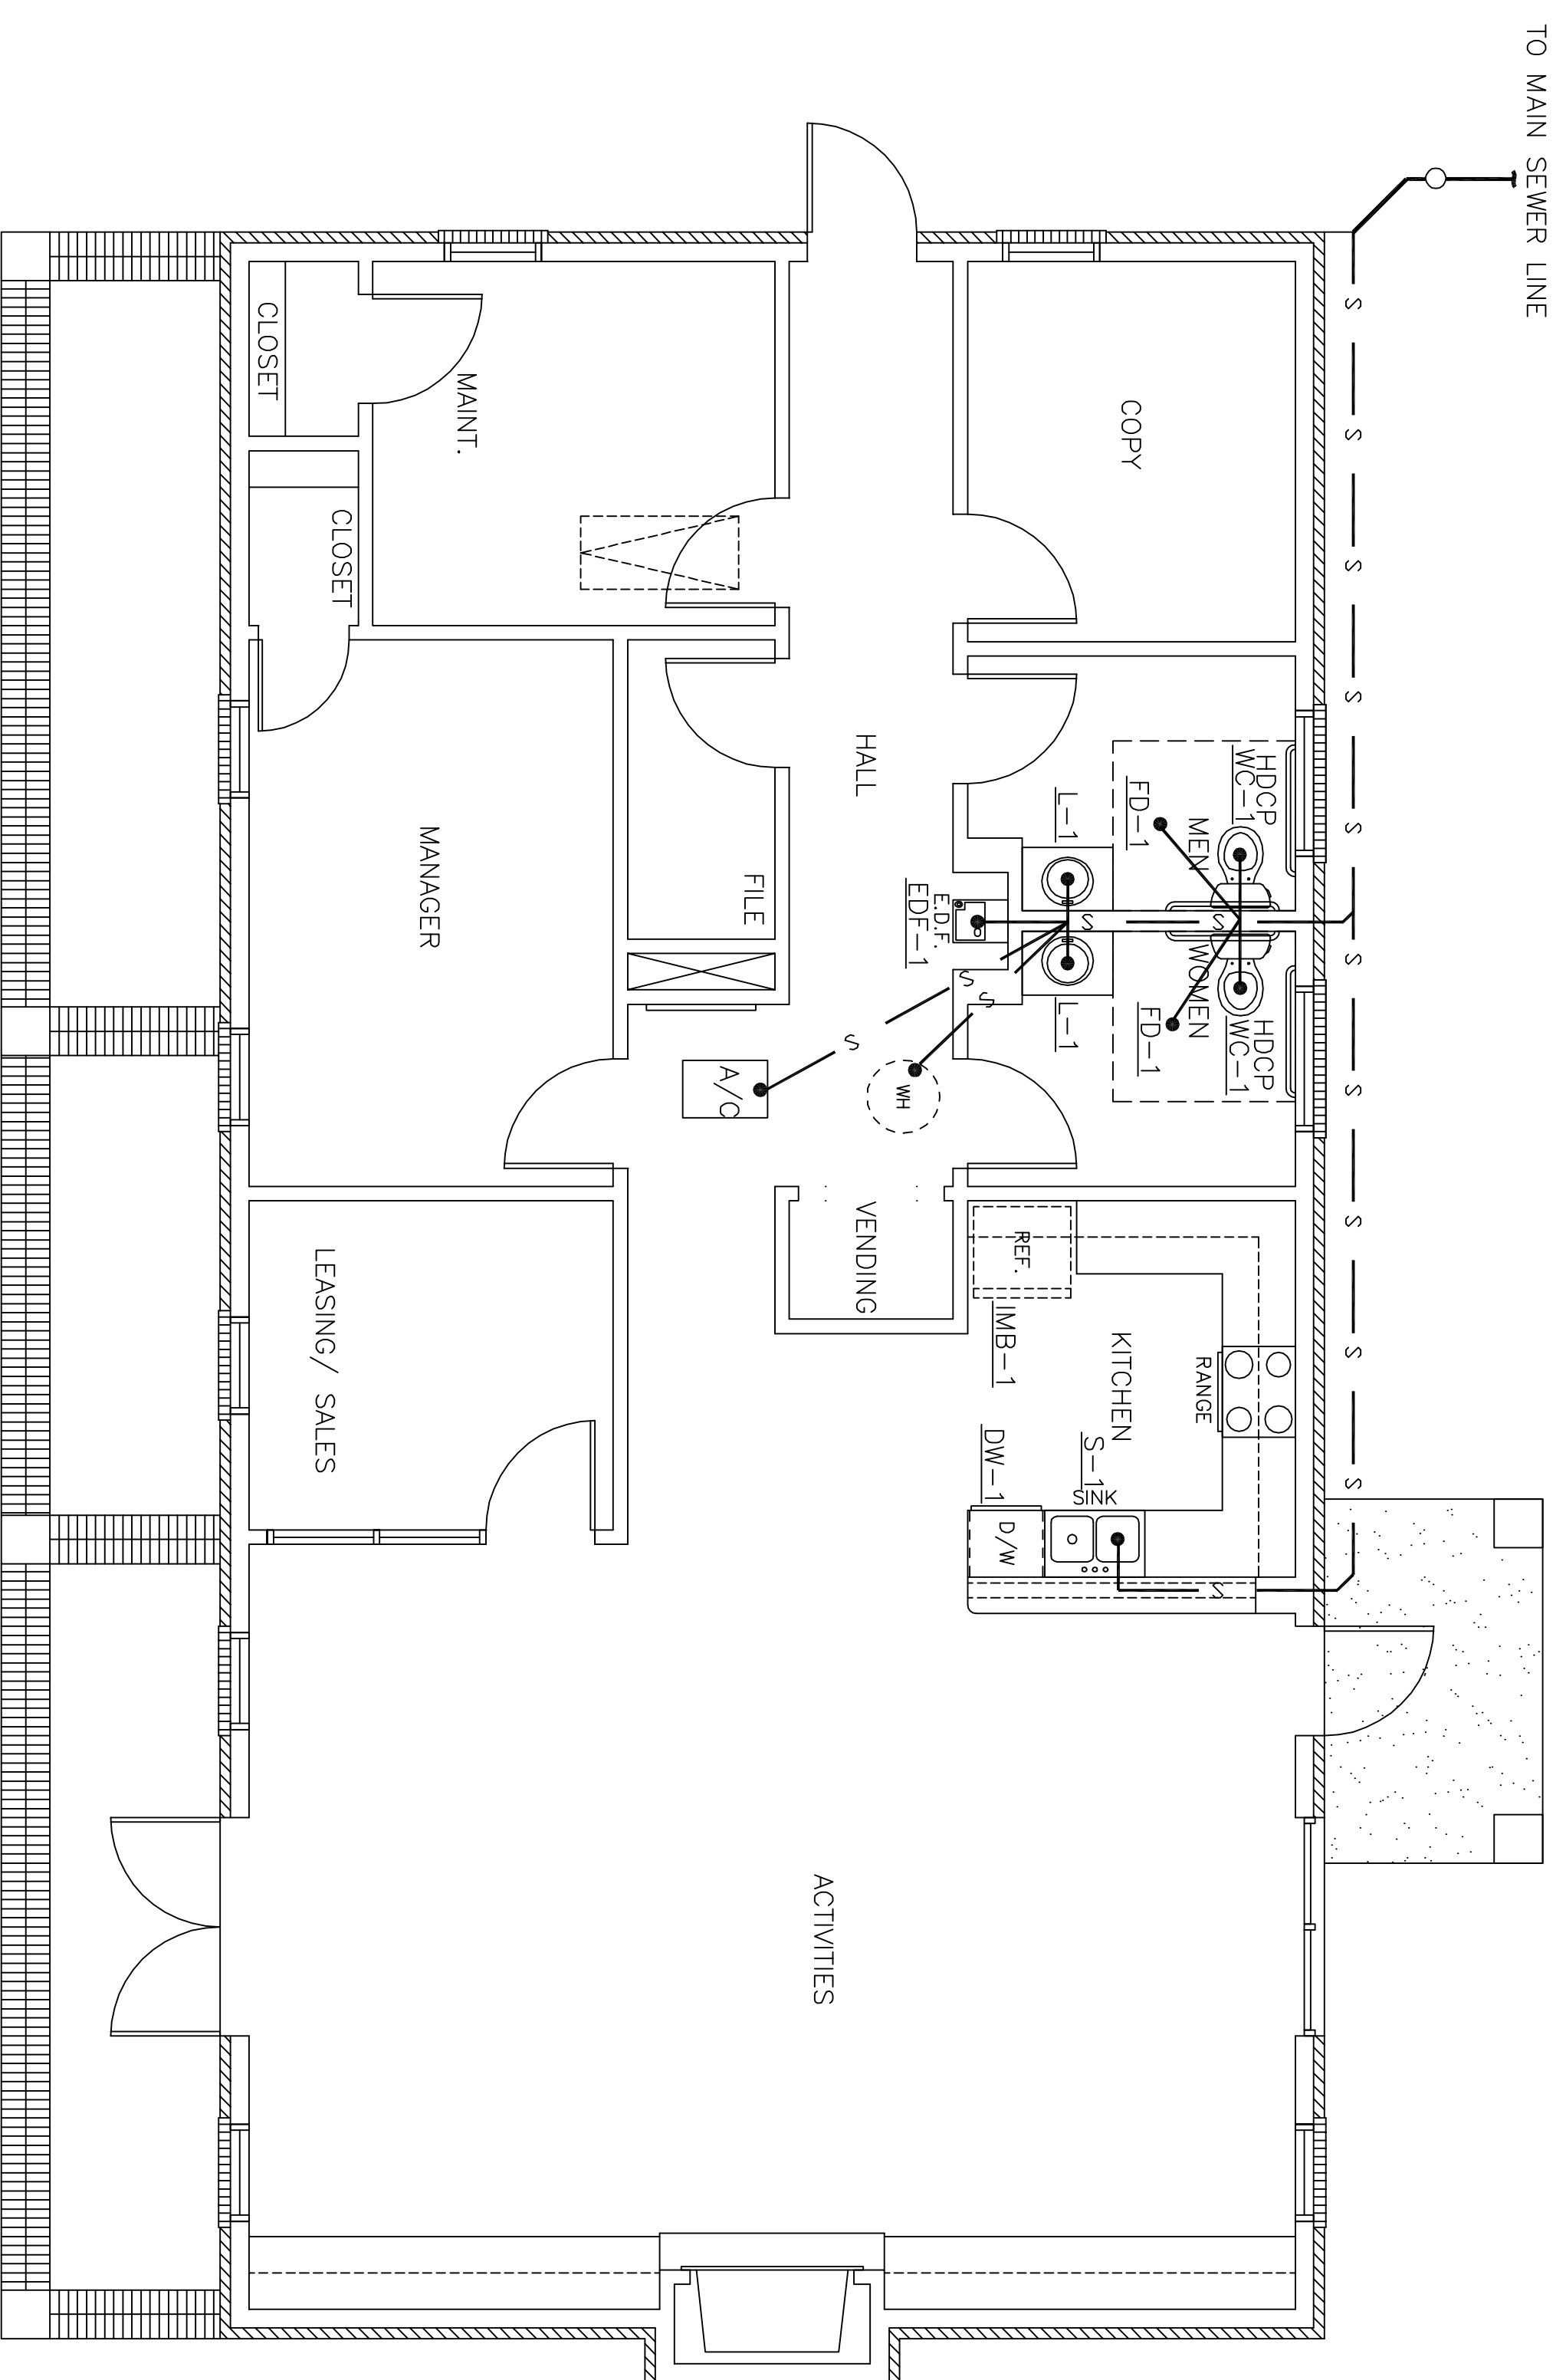 TO MAIN SEWER LINE
S
S
S
S
S
S
S
S
S
S
COPY
HDCP
WC-1
FD-1
MEN
L-1
HDCP
WC-1
WOMEN
FD-1
L-1
S
S
E.D.F.
EDF-1
S
S
S
WH
A/C
HALL
FILE
MAINT.
CLOSET
CLOSET
MANAGER
VENDING
REF.
IMB-1
KITCHEN
RANGE
S-1
SINK
DW-1
D/W
S
LEASING/ SALES
ACTIVITIES